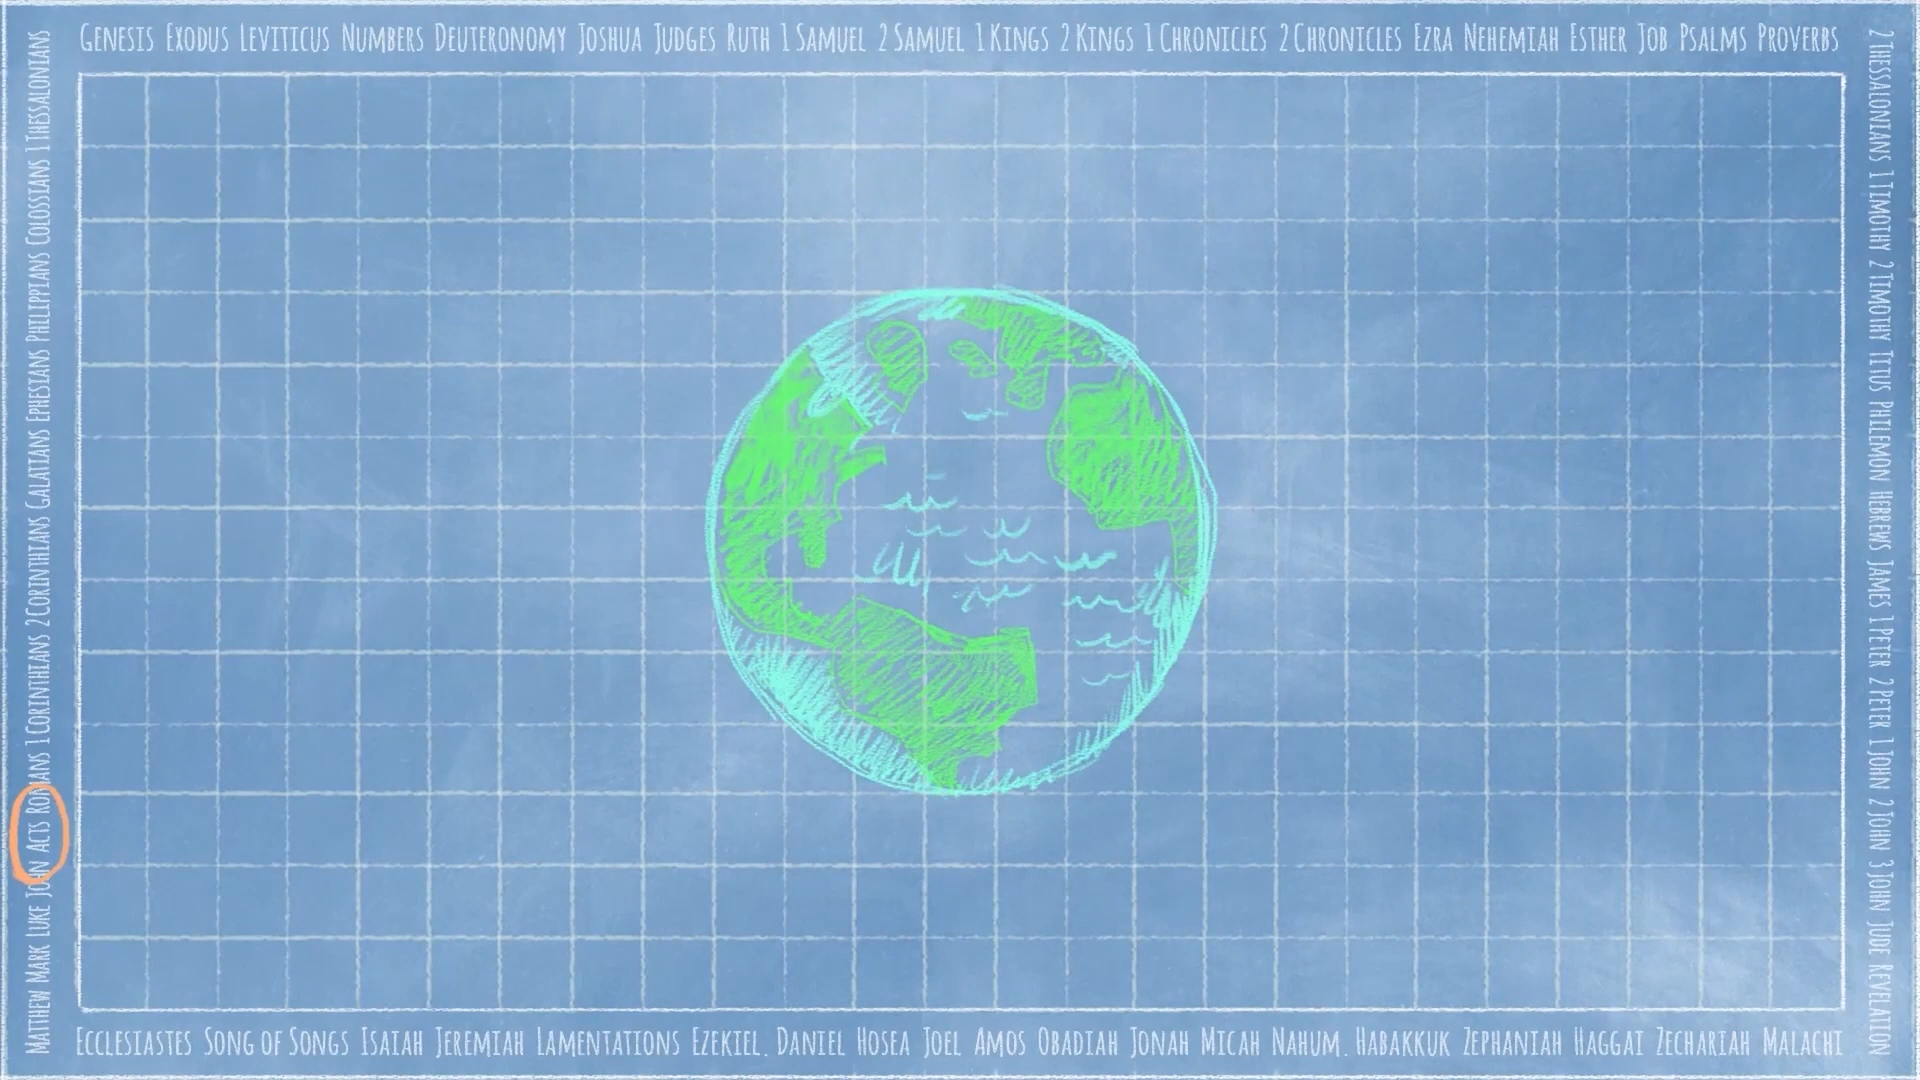 Genesis Exodus Leviticus Numbers Deuteronomy Joshua Judges Ruth 1 Samuel 2 Samuel 1 Kings 2 Kings 1 Chronicles 2 Chronicles Ezra Nehemiah Esther Job Psalms Proverbs
Ecclesiastes Song of Songs Isaiah Jeremiah Lamentations Ezekiel. Daniel Hosea Joel Amos Obadiah Jonah Micah Nahum. Habakkuk Zephaniah Haggai Zechariah Malachi
Matthew Mark Luke John Acts Romans 1 Corinthians 2 Corinthians Galatians Ephesians Philippians Colossians 1 Thessalonians
2 Thessalonians 1 Timothy 2 Timothy Titus Philemon Hebrews James 1 Peter 2 Peter 1 John 2 John 3 John Jude Revelation